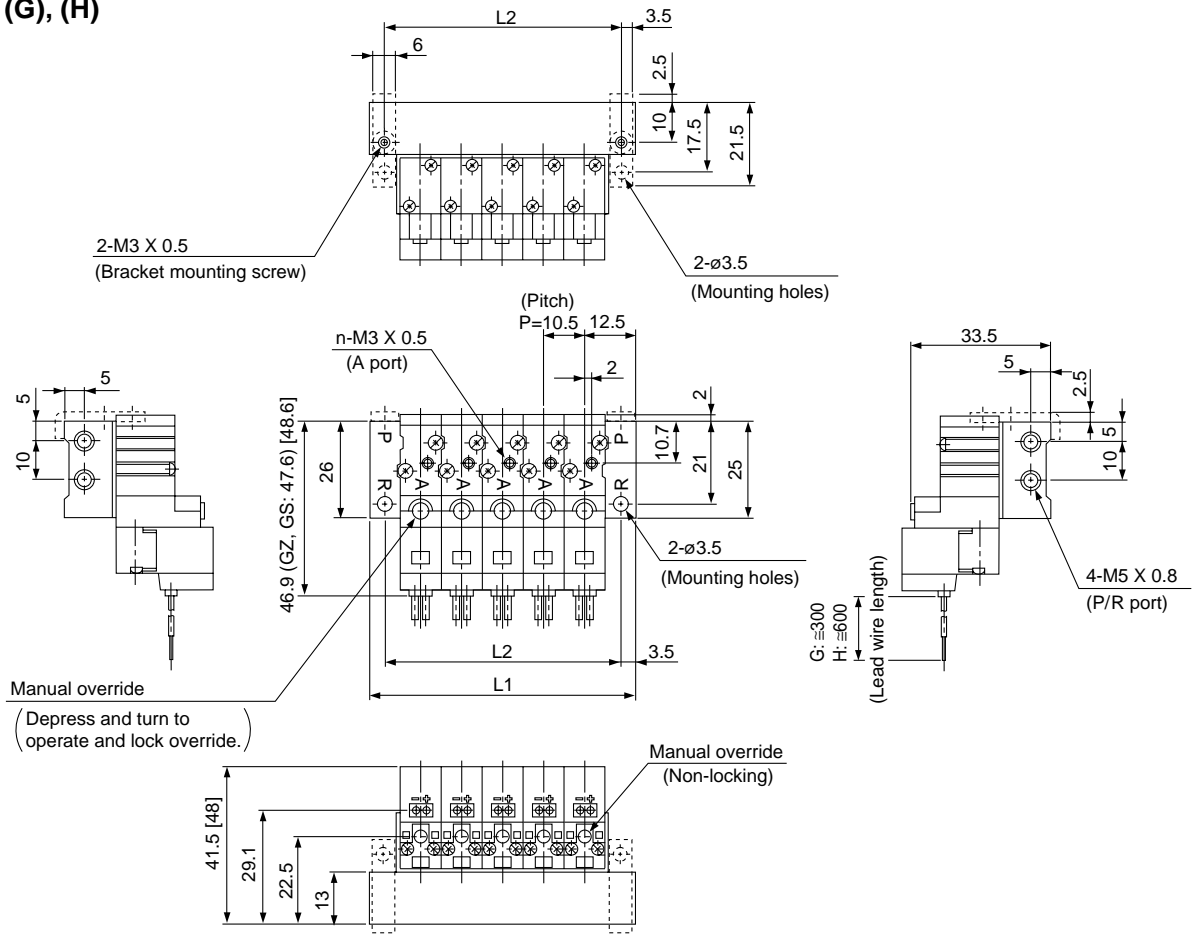 (G), (H)
L2
3.5
6
2.5
10
17.5
21.5
2-M3 X 0.5
(Bracket mounting screw)
2-ø3.5
(Mounting holes)
(Pitch)
P=10.5
12.5
n-M3 X 0.5
(A port)
2
2
5
5
10
46.9 (GZ, GS: 47.6) [48.6]
26
P
R
A
A
A
A
A
P
R
10.7
21
25
2-ø3.5
(Mounting holes)
L2
3.5
L1
Manual override
(Depress and turn to
operate and lock override.)
33.5
5
2.5
5
10
4-M5 X 0.8
(P/R port)
G: ≅300
H: ≅600
(Lead wire length)
Manual override
(Non-locking)
41.5 [48]
29.1
22.5
13
- + - + - + - + - +